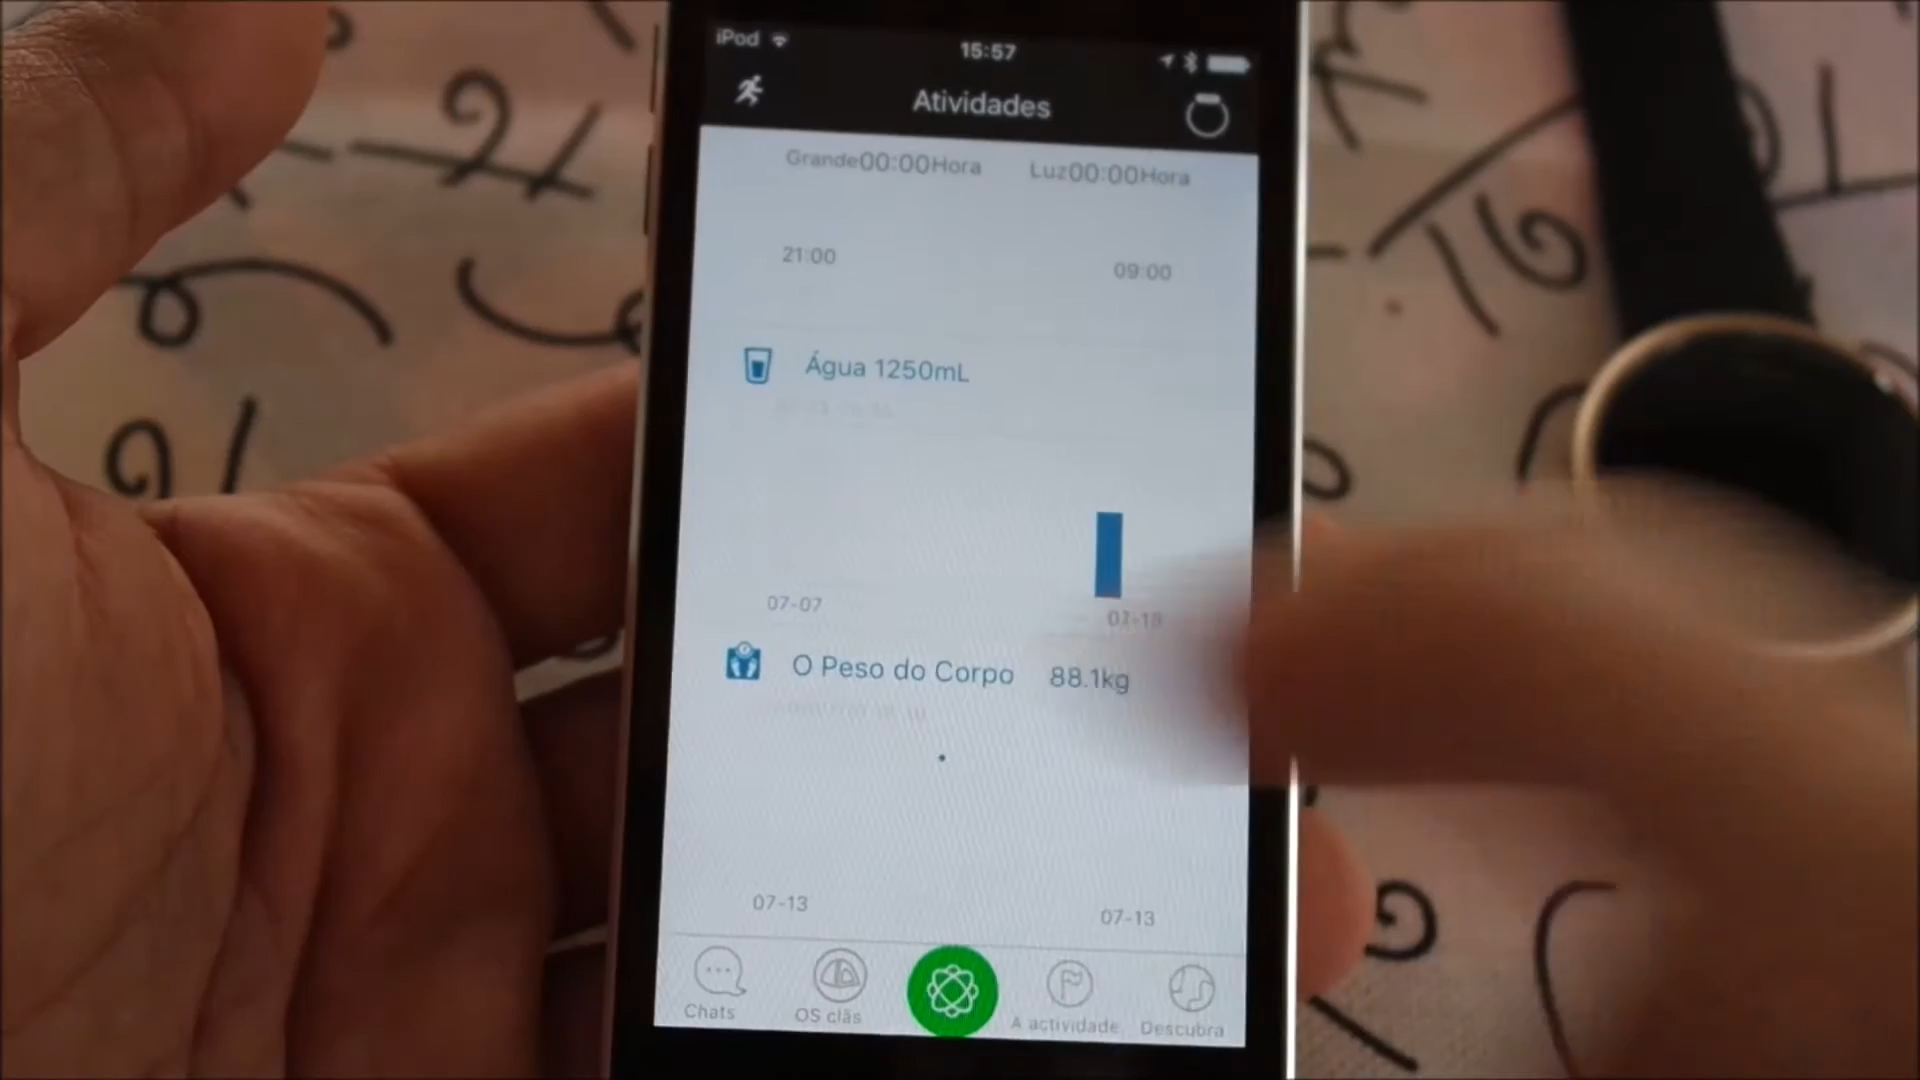 iPod 15:57
Atividades
Grande00:00Hora Luz00:00Hora
21:00 09:00
Água 1250mL
07-07 07-13
O Peso do Corpo 88.1kg
07-13 07-13
Chats OS clãs A actividade Descubra